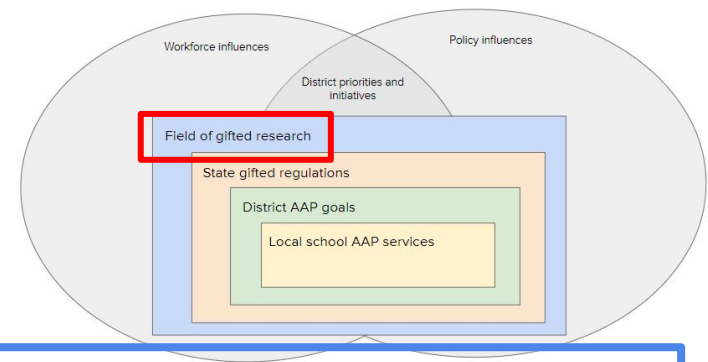 Workforce influences
Policy influences
District priorities and
initiatives
Field of gifted research
State gifted regulations
District AAP goals
Local school AAP services